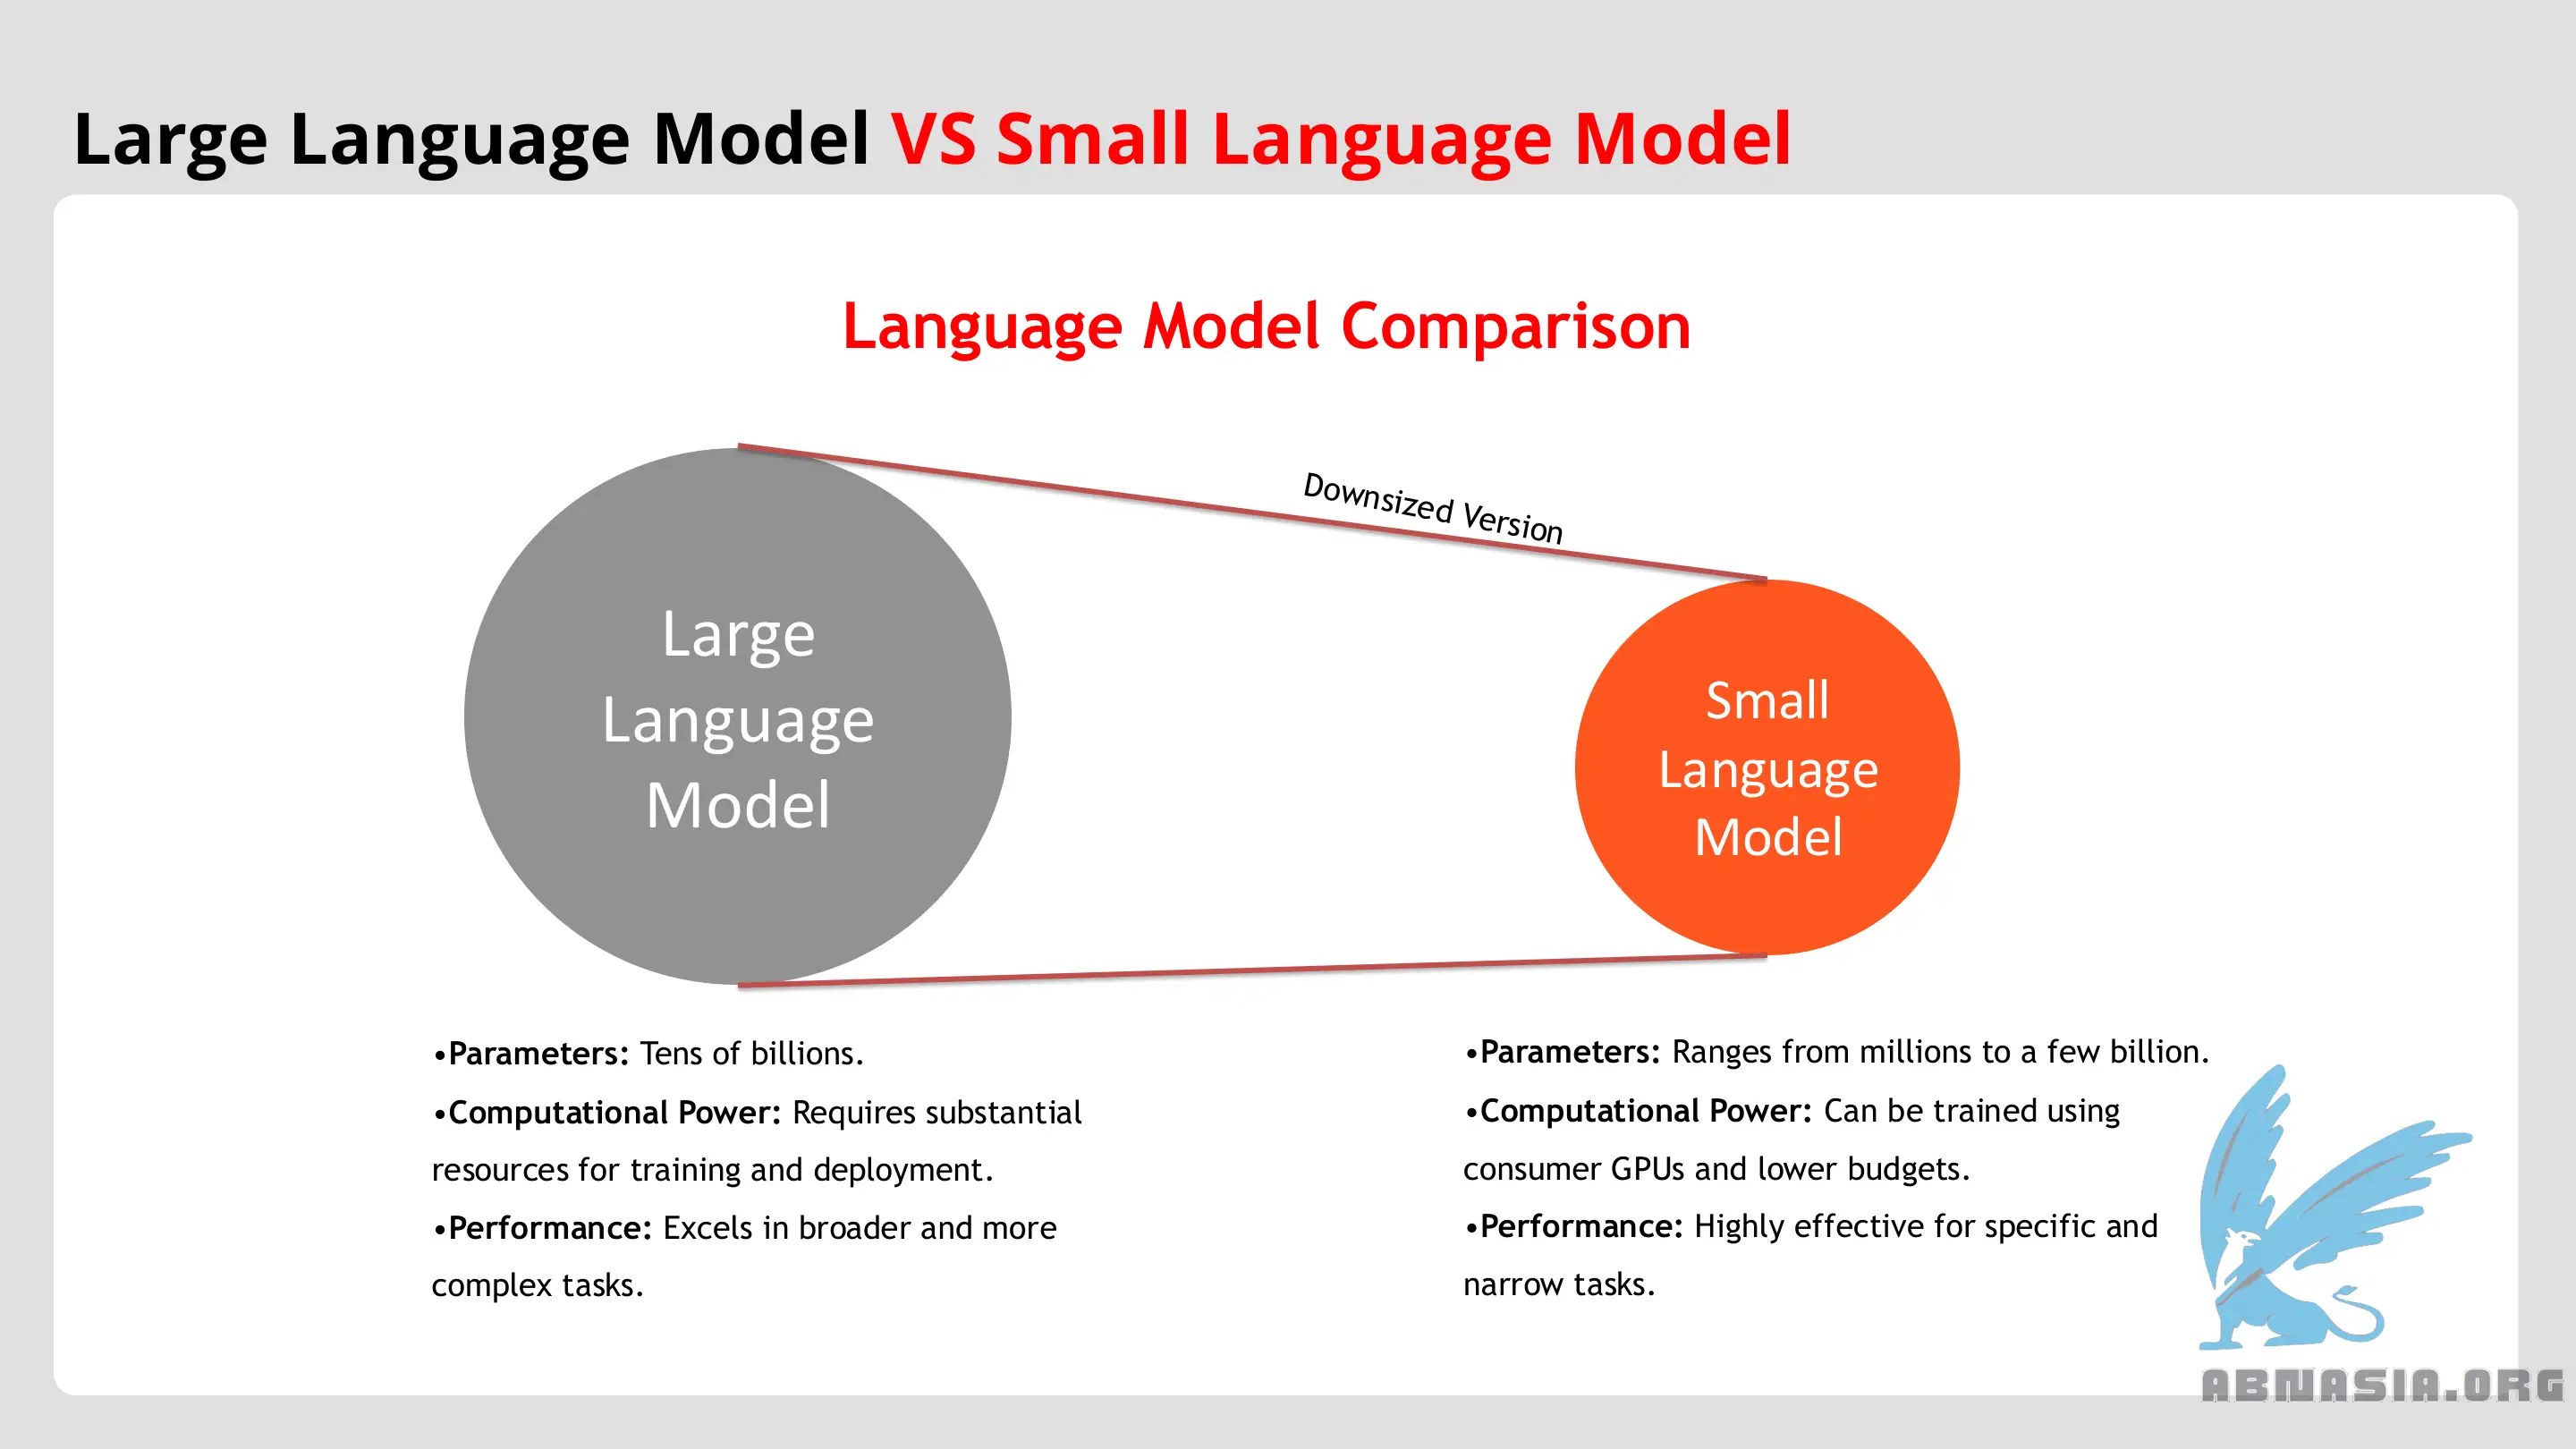 Large Language Model VS Small Language Model
Language Model Comparison
Downsized Version
Large
Language
Model
Small
Language
Model
•Parameters: Tens of billions.
•Computational Power: Requires substantial
resources for training and deployment.
•Performance: Excels in broader and more
complex tasks.
•Parameters: Ranges from millions to a few billion.
•Computational Power: Can be trained using
consumer GPUs and lower budgets.
•Performance: Highly effective for specific and
narrow tasks.
ABNASIA.ORG